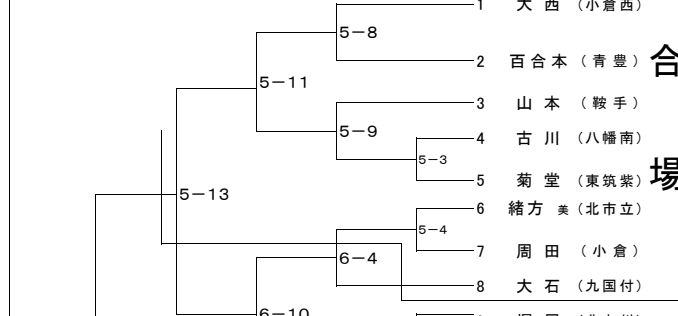 1 大 西 (小倉西)
5－8
2 百合本 (青 豊)
合
5－11
3 山 本 (鞍 手)
5－9
4 古 川 (八幡南)
5－3
5 菊 堂 (東筑紫)
場
5－13
6 緒方 美 (北市立)
5－4
7 周 田 (小 倉)
6－4
8 大 石 (九国付)
6－10